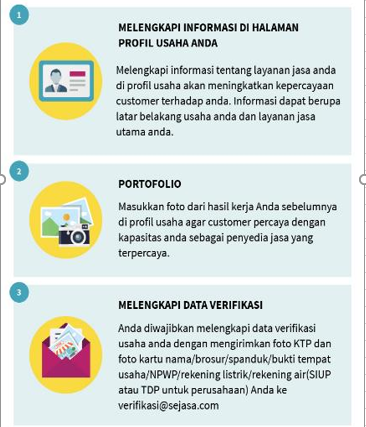 1
MELENGKAPI INFORMASI DI HALAMAN
PROFIL USAHA ANDA
Melengkapi informasi tentang layanan jasa anda
di profil usaha akan meningkatkan kepercayaan
customer terhadap anda. Informasi dapat berupa
latar belakang usaha anda dan layanan jasa
utama anda.
2
PORTOFOLIO
Masukkan foto dari hasil kerja Anda sebelumnya
di profil usaha agar customer percaya dengan
kapasitas anda sebagai penyedia jasa yang
terpercaya.
3
MELENGKAPI DATA VERIFIKASI
Anda diwajibkan melengkapi data verifikasi
usaha anda dengan mengirimkan foto KTP dan
foto kartu nama/brosur/spanduk/bukti tempat
usaha/NPWP/rekening listrik/rekening air(SIUP
atau TDP untuk perusahaan) Anda ke
verifikasi@sejasa.com